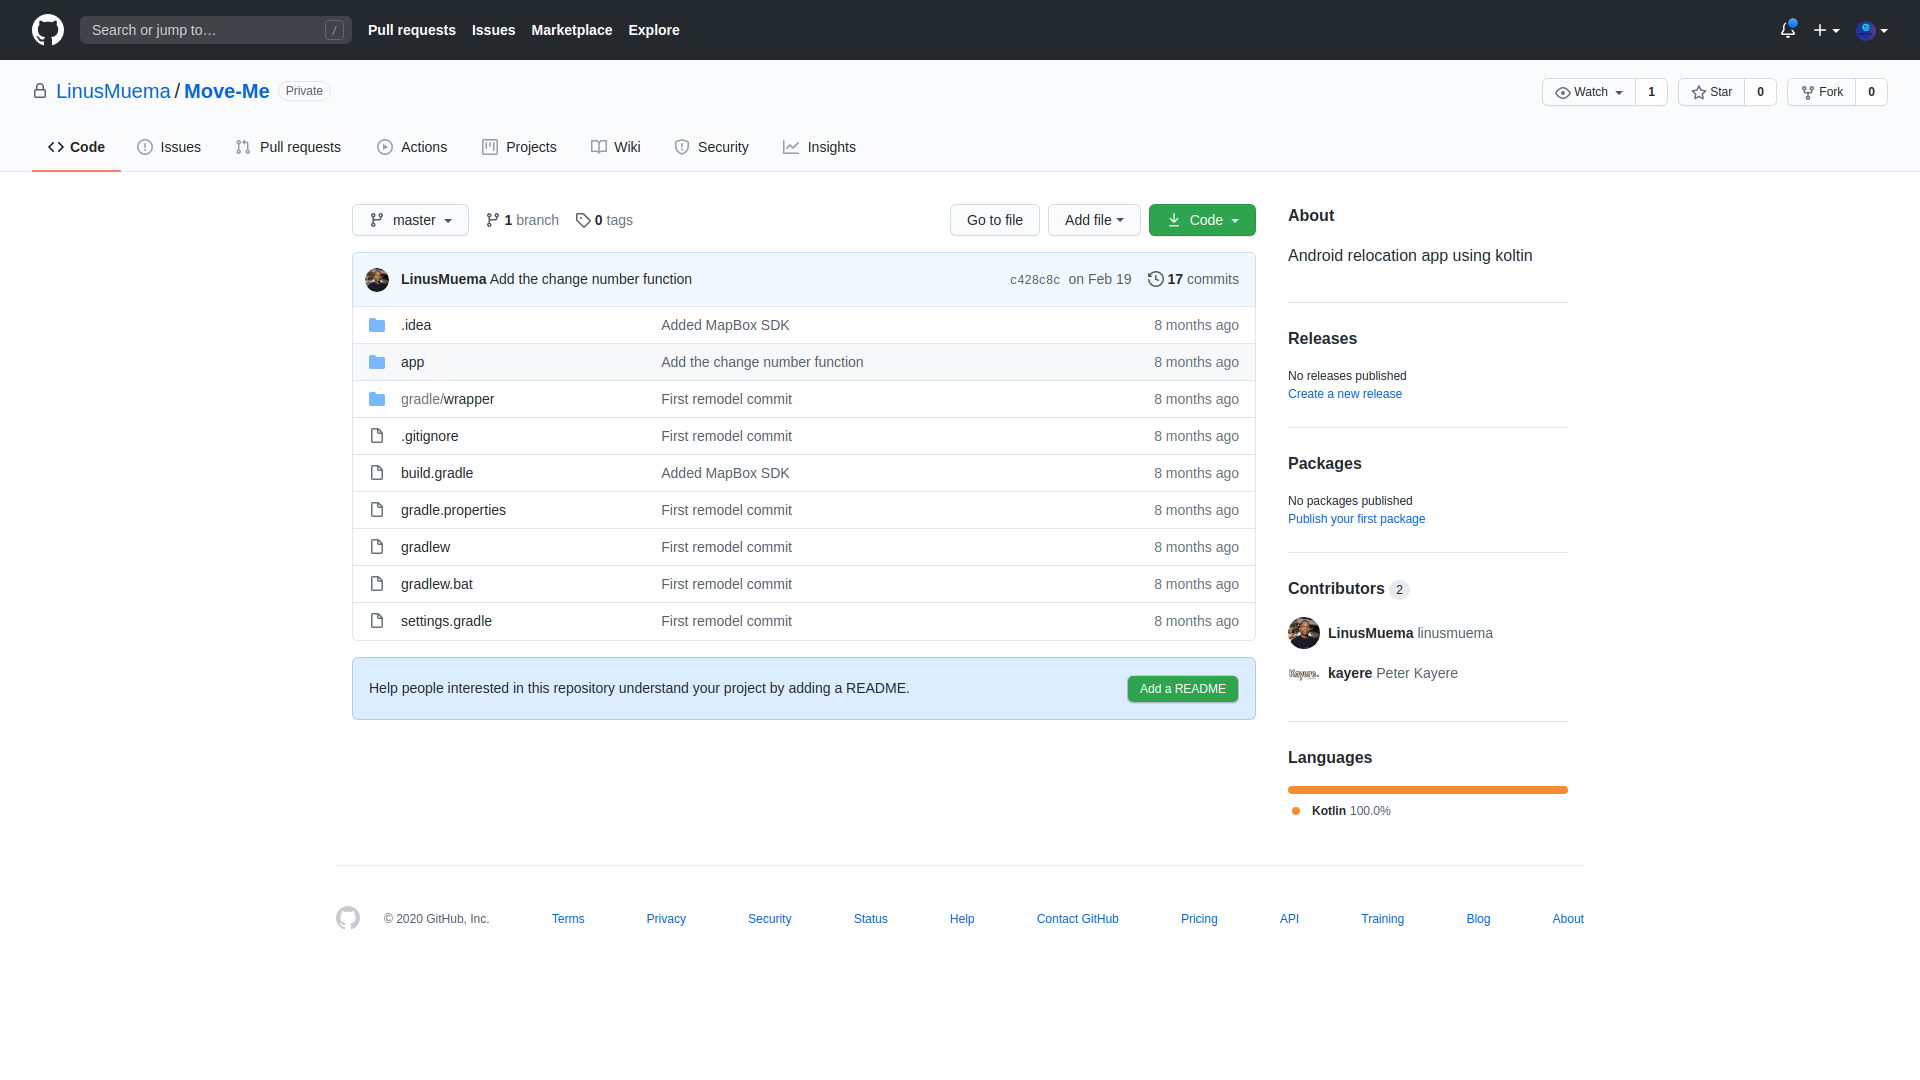 Search or jump to… /
Pull requests Issues Marketplace Explore
LinusMuema / Move-Me Private
Watch 1 Star 0 Fork 0
Code Issues Pull requests Actions Projects Wiki Security Insights
master 1 branch 0 tags Go to file Add file Code
LinusMuema Add the change number function c428c8c on Feb 19 17 commits
.idea Added MapBox SDK 8 months ago
app Add the change number function 8 months ago
gradle/wrapper First remodel commit 8 months ago
.gitignore First remodel commit 8 months ago
build.gradle Added MapBox SDK 8 months ago
gradle.properties First remodel commit 8 months ago
gradlew First remodel commit 8 months ago
gradlew.bat First remodel commit 8 months ago
settings.gradle First remodel commit 8 months ago
Help people interested in this repository understand your project by adding a README. Add a README
About
Android relocation app using koltin
Releases
No releases published
Create a new release
Packages
No packages published
Publish your first package
Contributors 2
LinusMuema linusmuema
Kayere. kayere Peter Kayere
Languages
Kotlin 100.0%
© 2020 GitHub, Inc. Terms Privacy Security Status Help Contact GitHub Pricing API Training Blog About